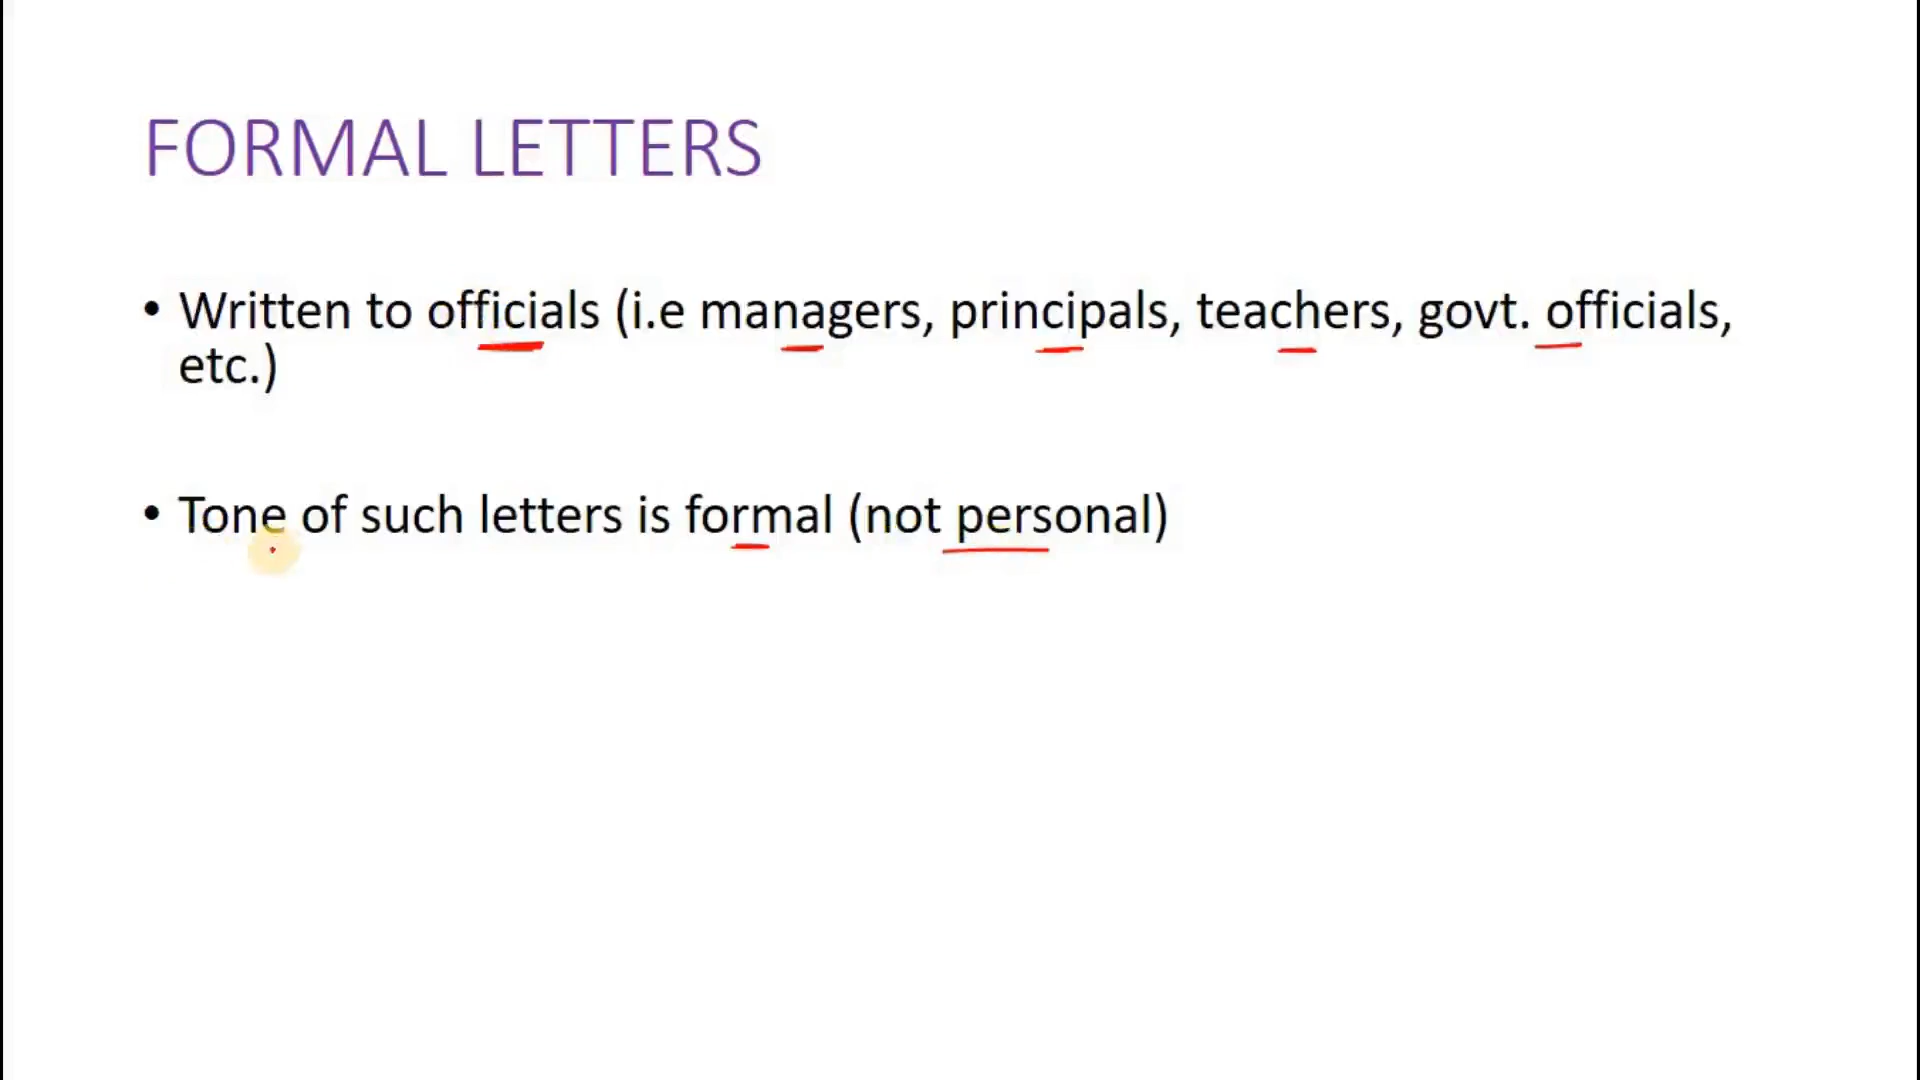 FORMAL LETTERS
• Written to officials (i.e managers, principals, teachers, govt. officials,
etc.)
• Tone of such letters is formal (not personal)